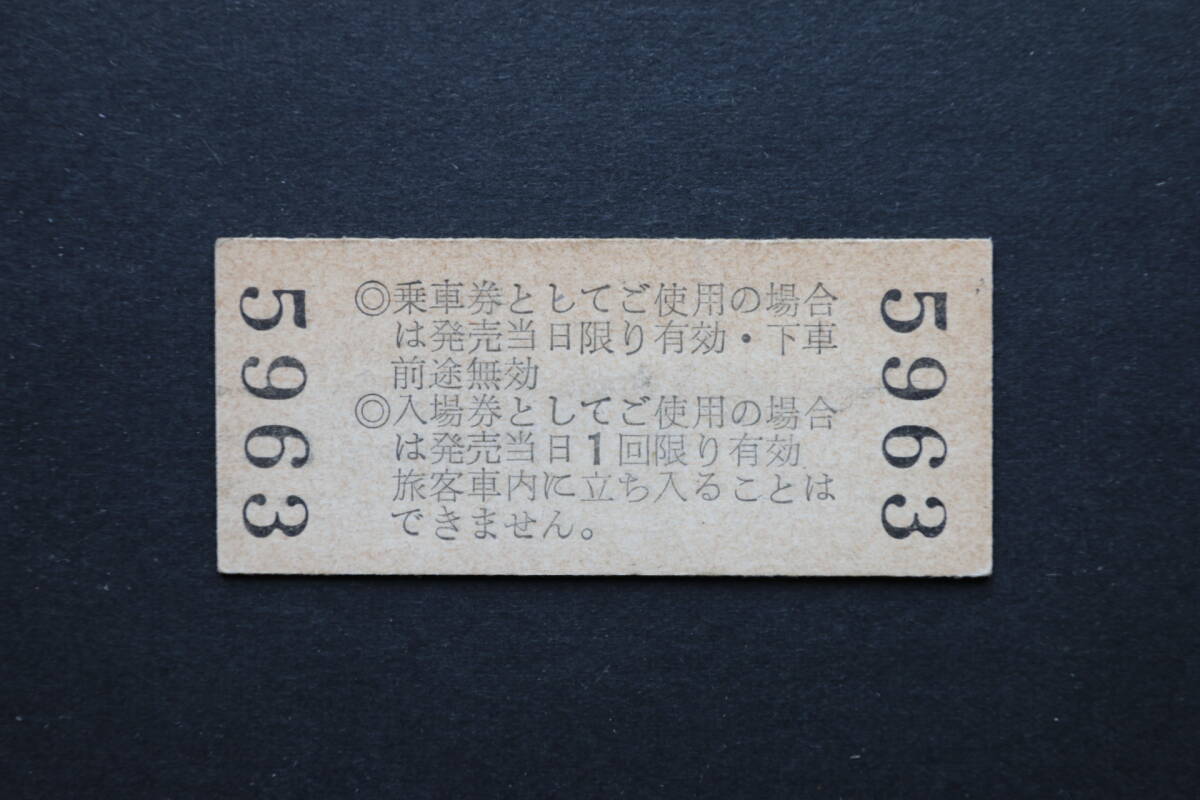 5963
◎乗車券としてご使用の場合
は発売当日限り有効・下車
前途無効
◎入場券としてご使用の場合
は発売当日1回限り有効
旅客車内に立ち入ることは
できません。
5963